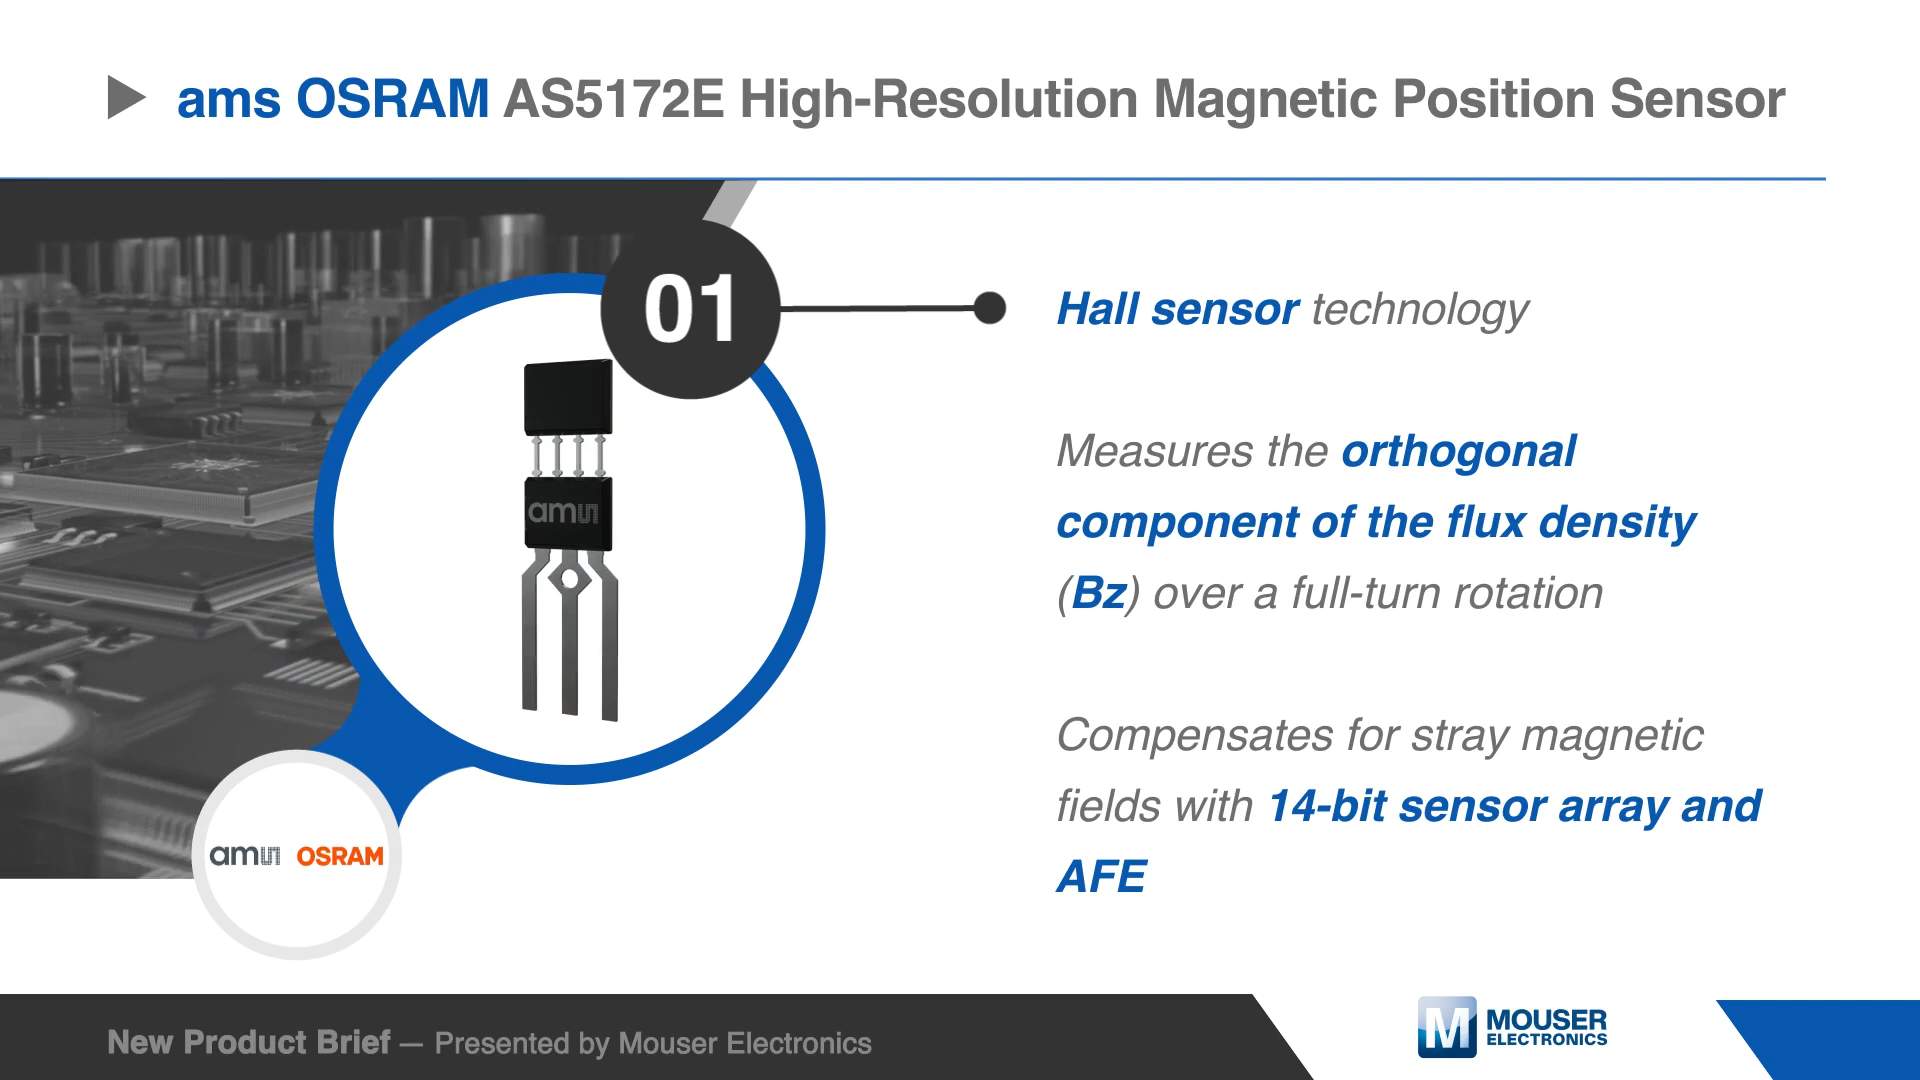 ams OSRAM AS5172E High-Resolution Magnetic Position Sensor
01
Hall sensor technology
Measures the orthogonal
component of the flux density
(Bz) over a full-turn rotation
Compensates for stray magnetic
fields with 14-bit sensor array and
AFE
am
am OSRAM
New Product Brief — Presented by Mouser Electronics
M MOUSER
ELECTRONICS